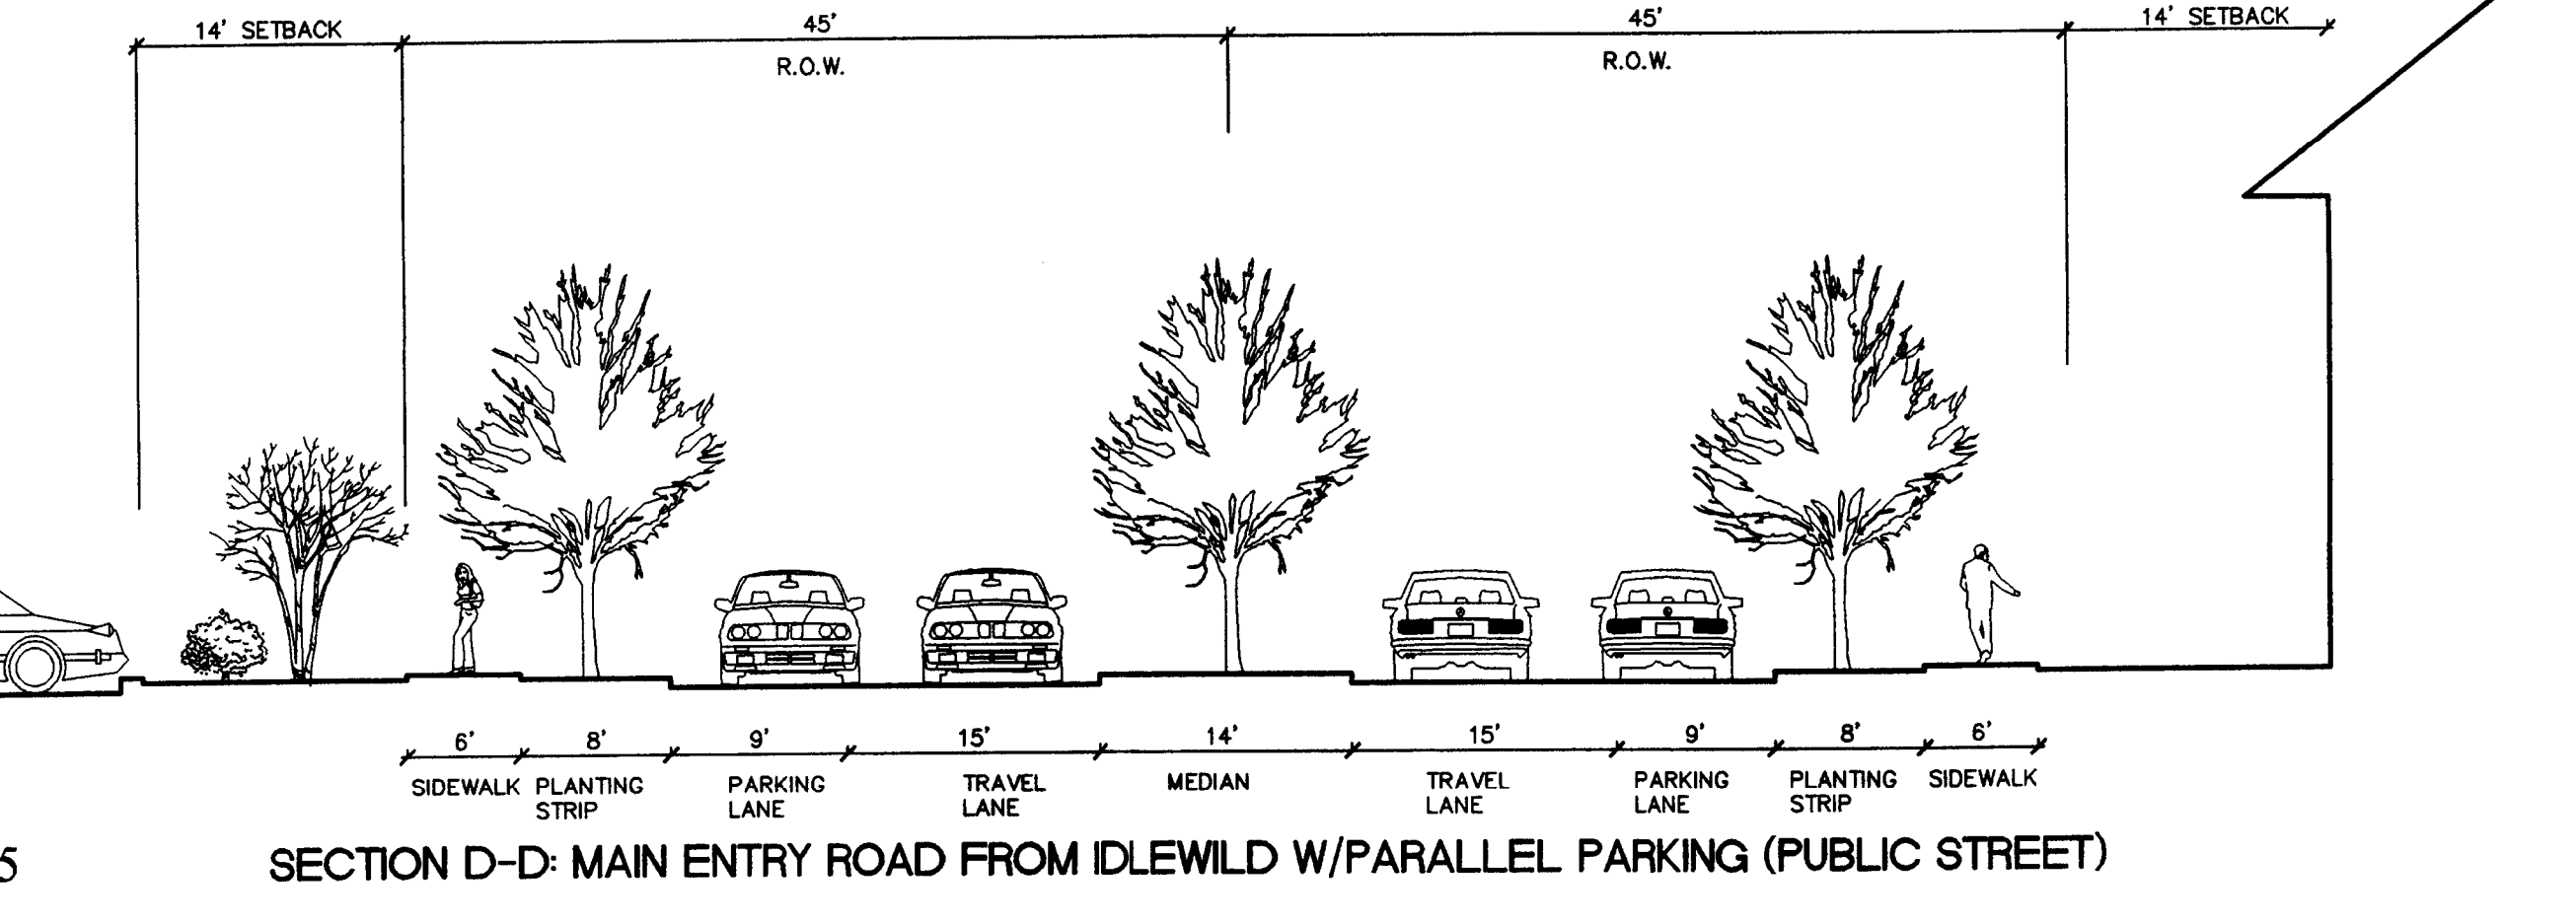 14' SETBACK 45' 45' 14' SETBACK
R.O.W. R.O.W.
6' 8' 9' 15' 14' 15' 9' 8' 6'
SIDEWALK PLANTING PARKING TRAVEL MEDIAN TRAVEL PARKING PLANTING SIDEWALK
STRIP LANE LANE LANE LANE STRIP
5 SECTION D-D: MAIN ENTRY ROAD FROM IDLEWILD W/PARALLEL PARKING (PUBLIC STREET)